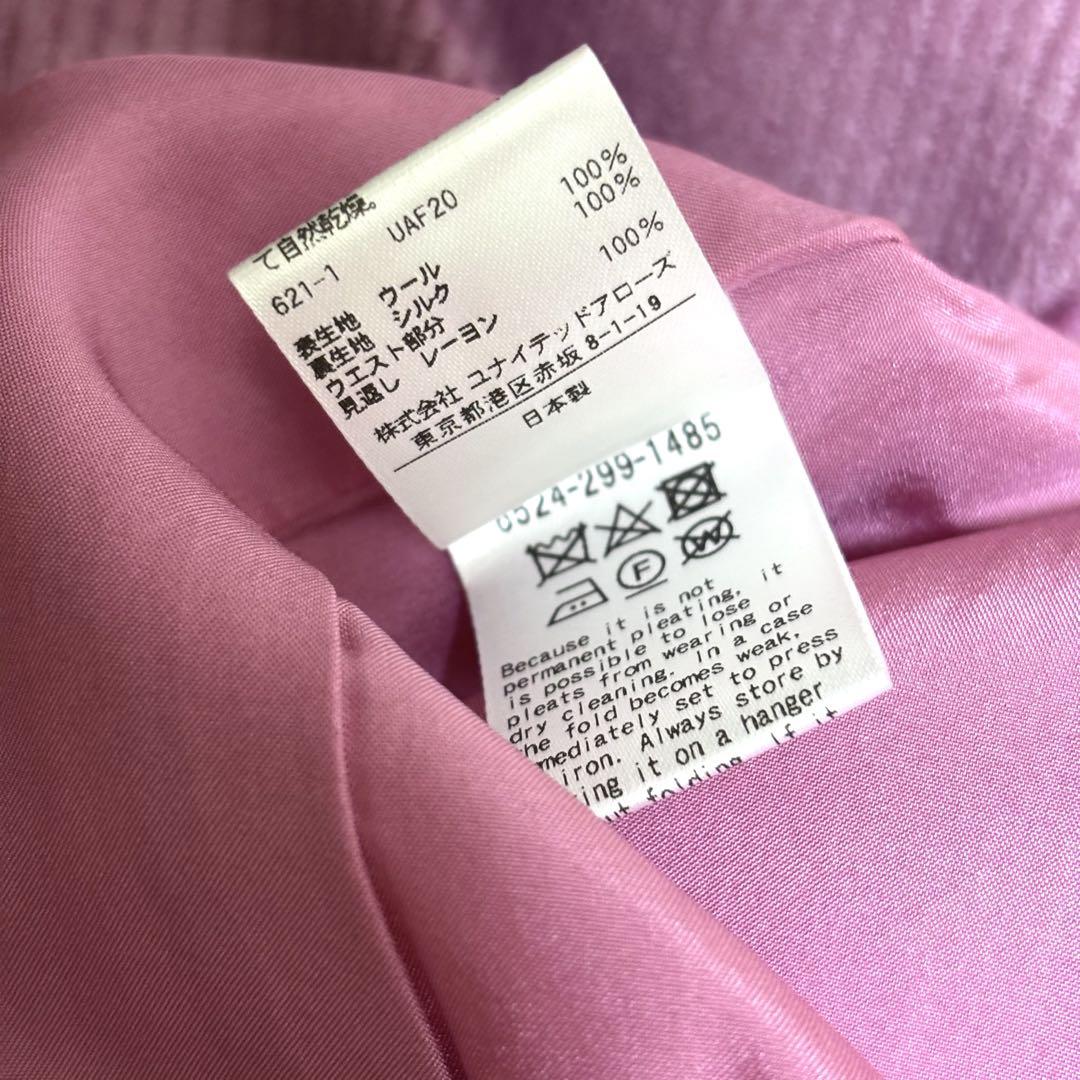 て自然乾燥。
621-1 UAF20
表生地 ウール 100%
裏生地 シルク 100%
ウエスト部分
見返し レーヨン 100%
株式会社 ユナイテッドアローズ
東京都港区赤坂 8-1-19
日本製
6524-299-1485
F
W
Because it is not
permanent pleating, it
is possible to lose
pleats from wearing or
dry cleaning. In a case
the fold becomes weak,
immediately set to press
iron. Always store by
ing it on a hanger
folding. If it